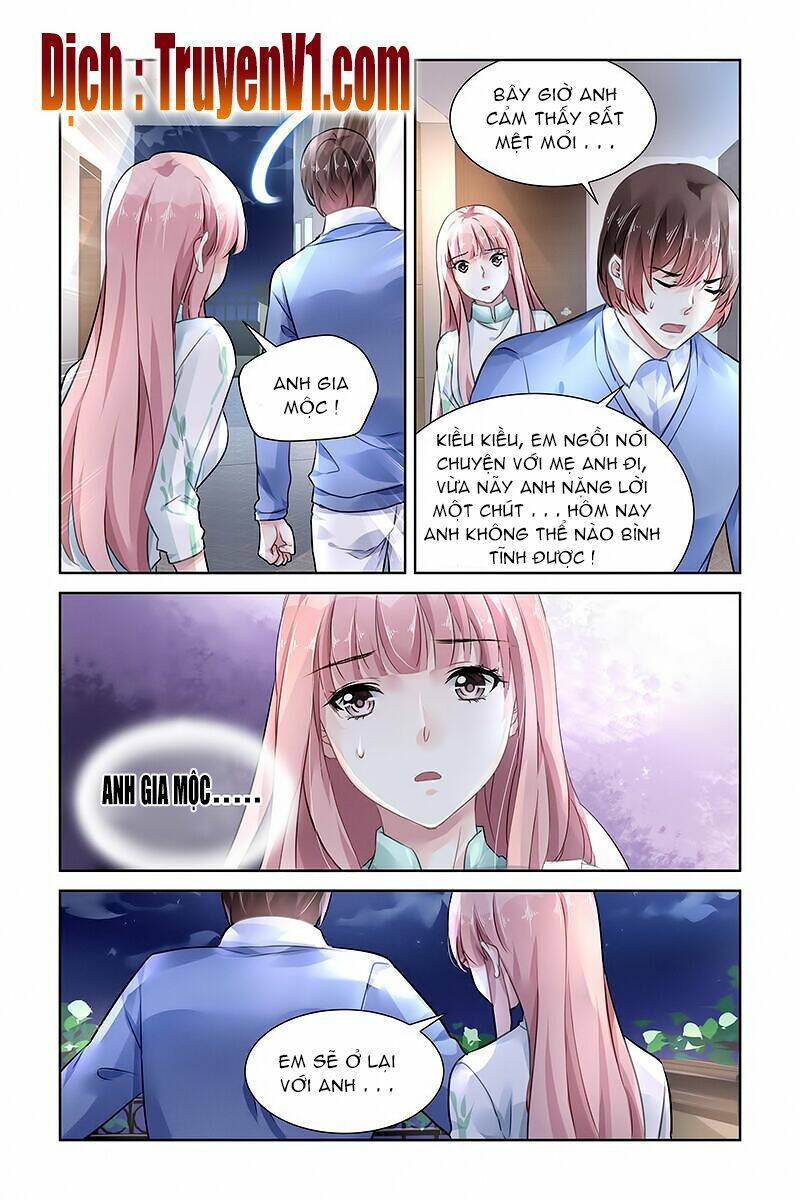 Dịch : TruyenV1.com
ANH GIA
MỘC !
BÂY GIỜ ANH
CẢM THẤY RẤT
MỆT MỎI . . .
KIỀU KIỀU, EM NGỒI NÓI
CHUYỆN VỚI MẸ ANH ĐI,
VỪA NÃY ANH NẶNG LỜI
MỘT CHÚT . . . HÔM NAY
ANH KHÔNG THỂ NÀO BÌNH
TĨNH ĐƯỢC !
ANH GIA MỘC.....
EM SẼ Ở LẠI
VỚI ANH . . .